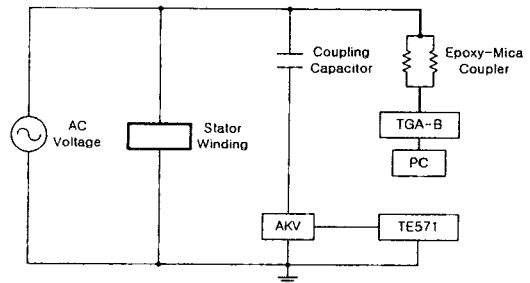 AC
Voltage
Stator
Winding
Coupling
Capacitor
Epoxy-Mica
Coupler
TGA-B
PC
AKV
TE571